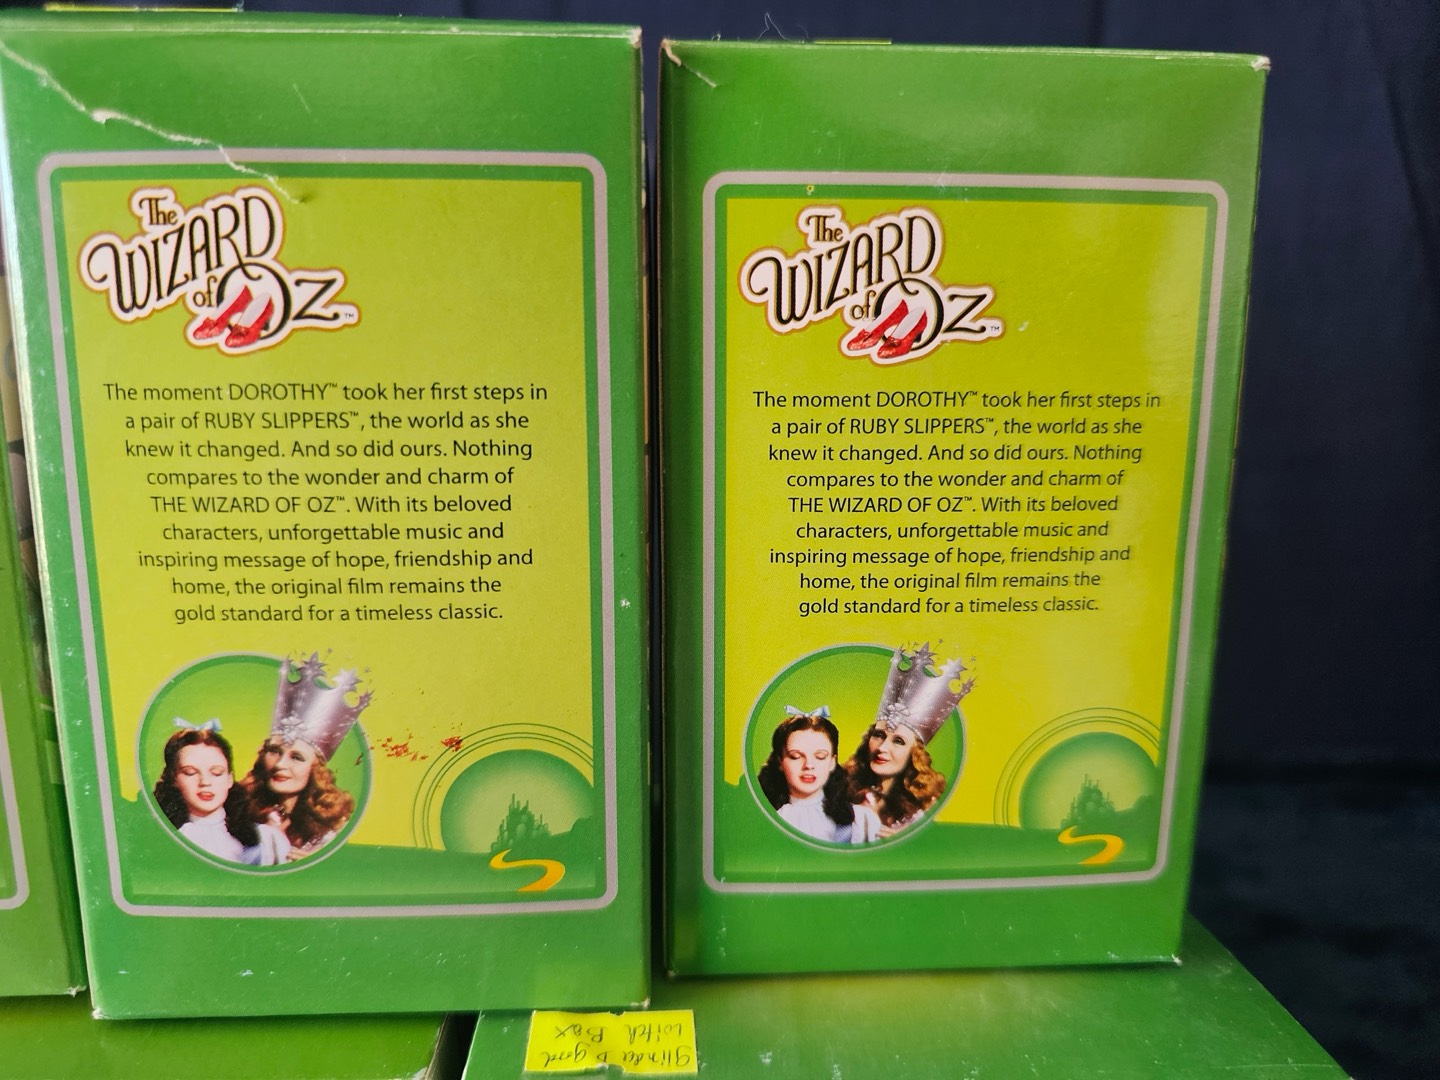 The
WIZARD
of OZ™
The moment DOROTHY™ took her first steps in
a pair of RUBY SLIPPERS™, the world as she
knew it changed. And so did ours. Nothing
compares to the wonder and charm of
THE WIZARD OF OZ™. With its beloved
characters, unforgettable music and
inspiring message of hope, friendship and
home, the original film remains the
gold standard for a timeless classic.
The
WIZARD
of OZ™
The moment DOROTHY™ took her first steps in
a pair of RUBY SLIPPERS™, the world as she
knew it changed. And so did ours. Nothing
compares to the wonder and charm of
THE WIZARD OF OZ™. With its beloved
characters, unforgettable music and
inspiring message of hope, friendship and
home, the original film remains the
gold standard for a timeless classic.
Glinda good
witch Box